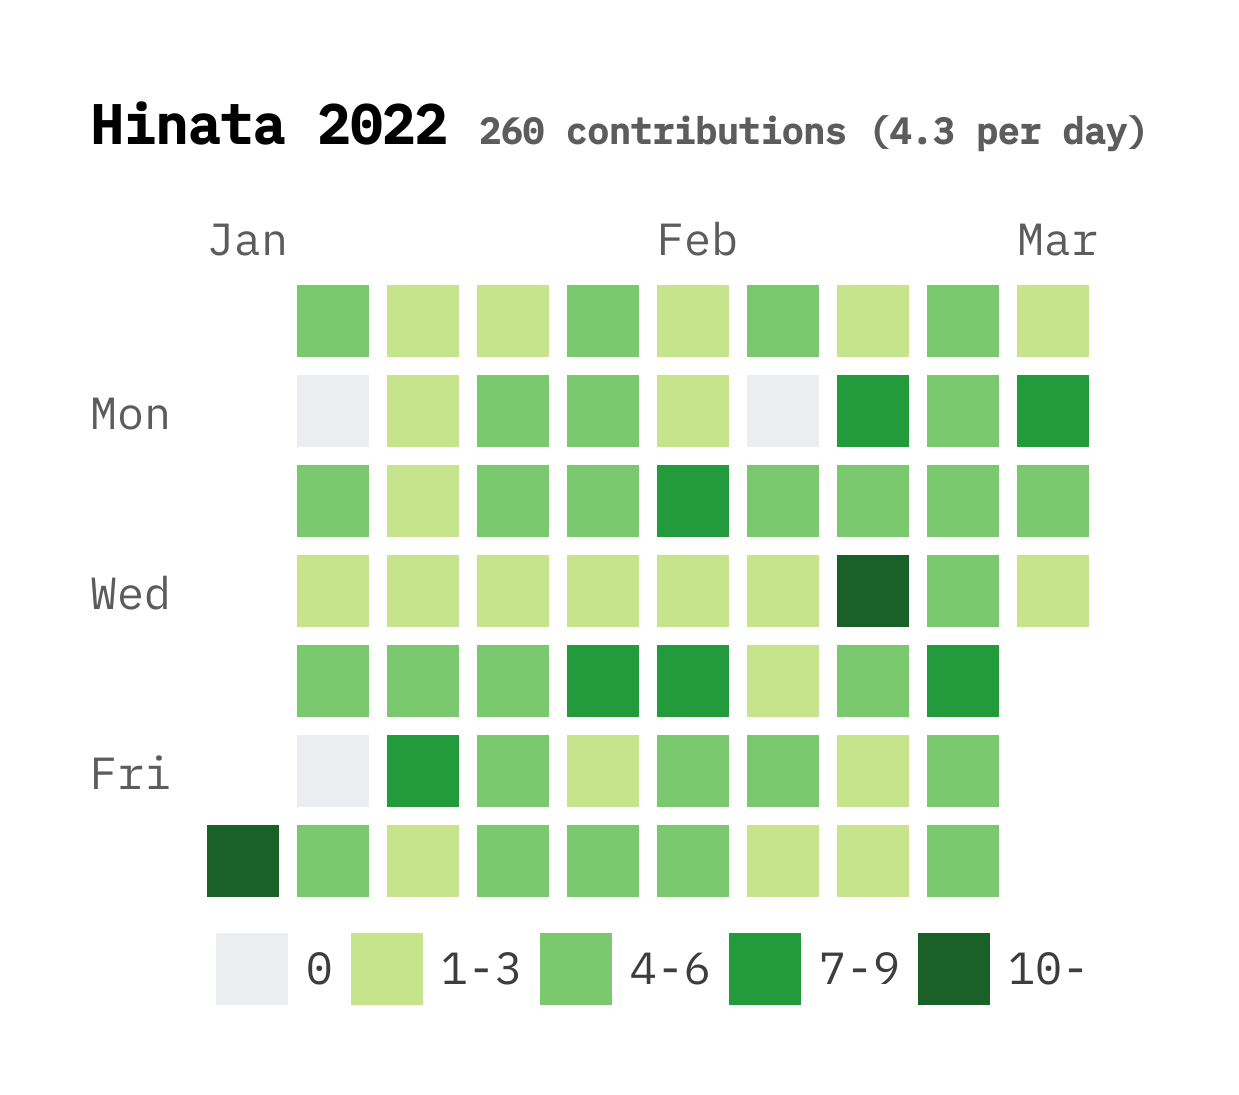 Hinata 2022 260 contributions (4.3 per day)
Jan Feb Mar
Mon
Wed
Fri
0 1-3 4-6 7-9 10-